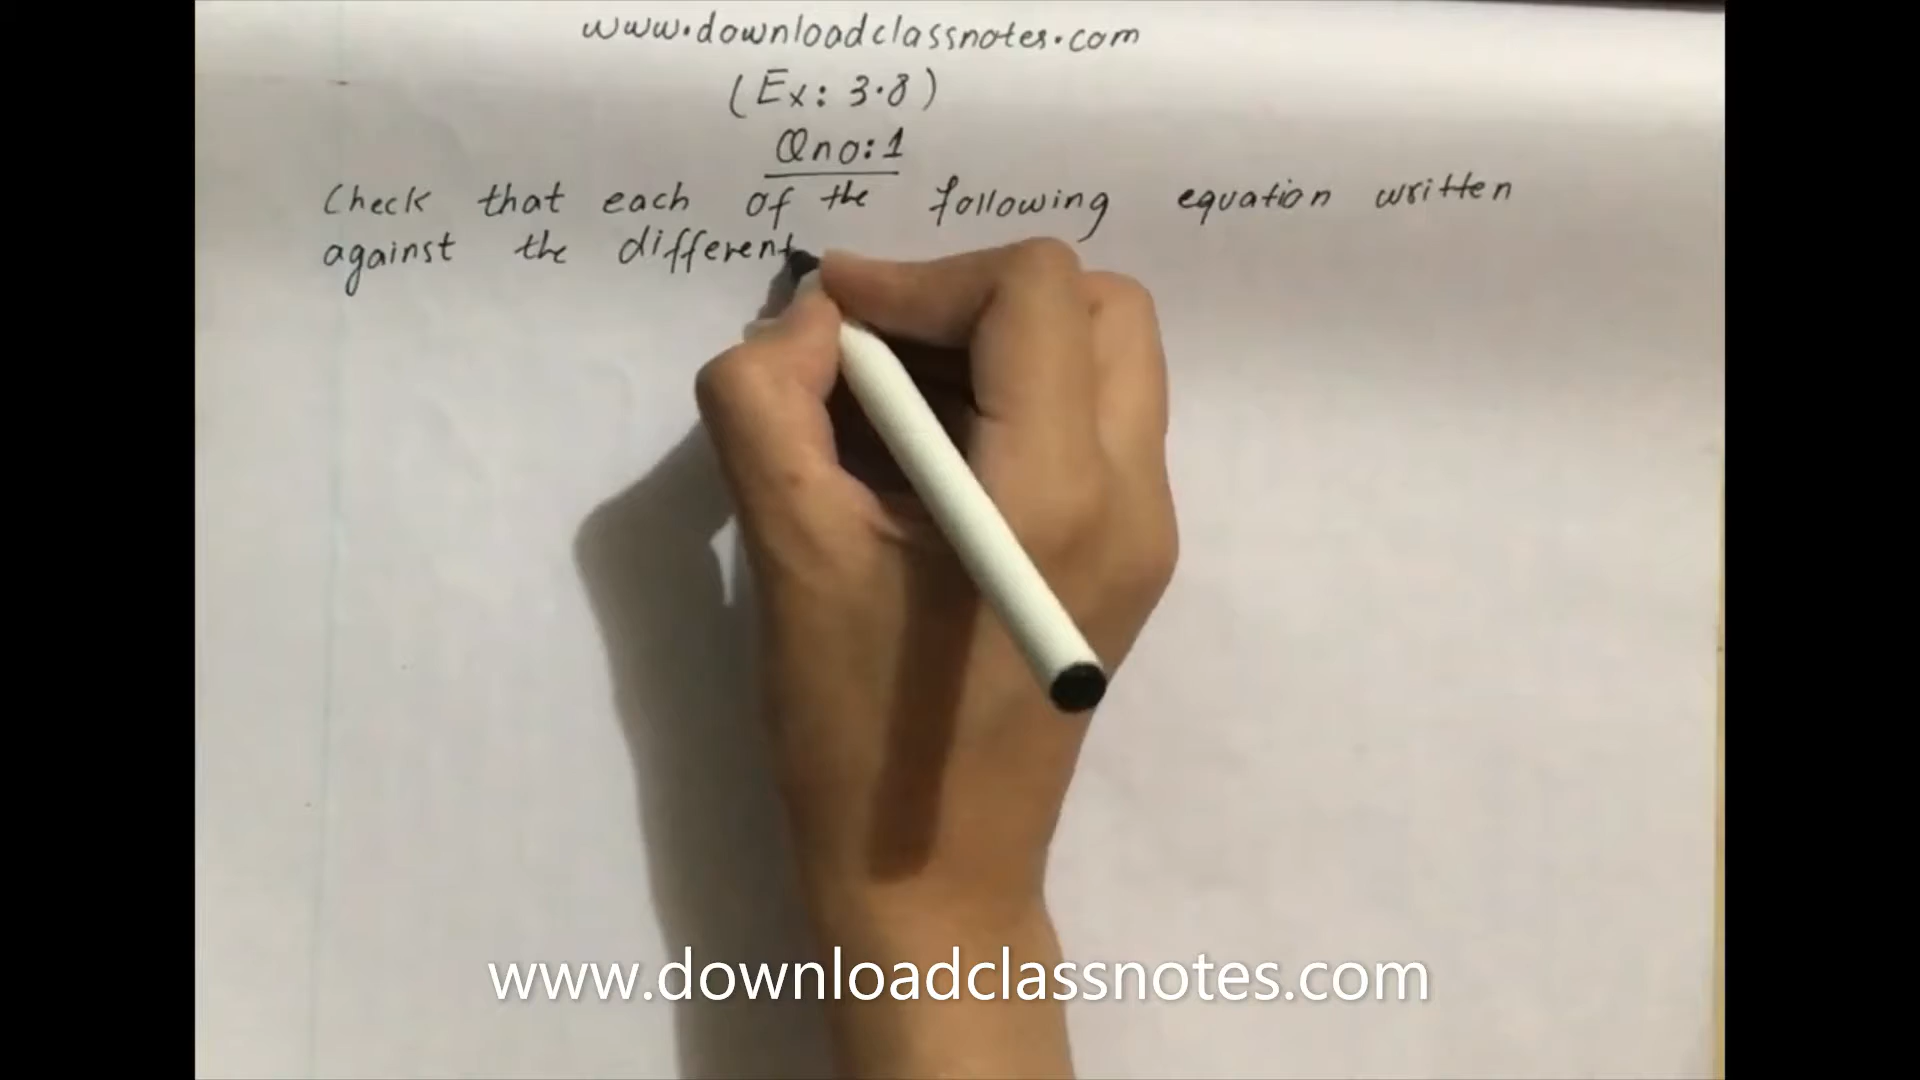 www.downloadclassnotes.com
(Ex: 3.8)
Qno:1
Check that each of the following equation written
against the different
www.downloadclassnotes.com